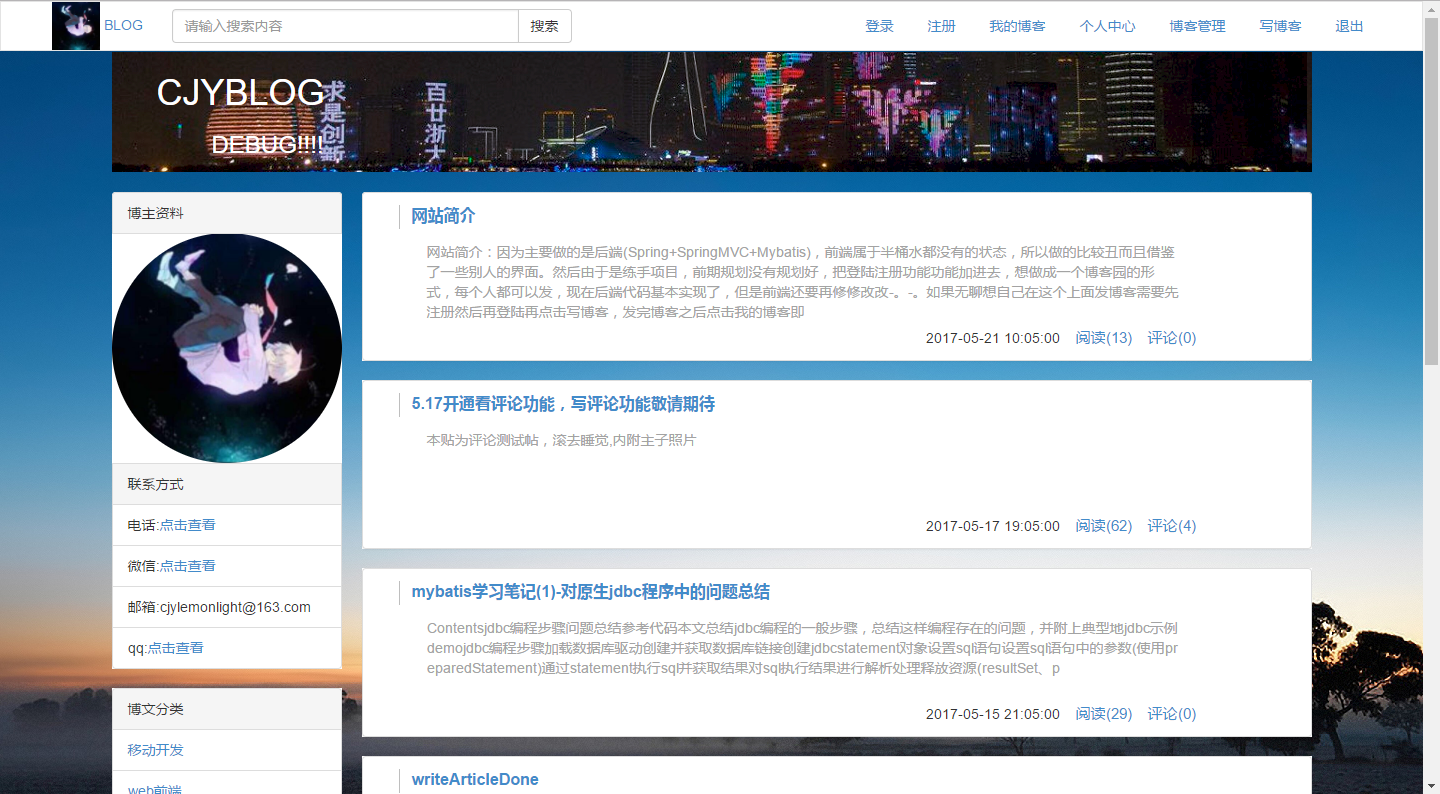 BLOG
请输入搜索内容
搜索
登录 注册 我的博客 个人中心 博客管理 写博客 退出
CJYBLOG
DEBUG!!!!
求是创新
百廿浙大
博主资料
联系方式
电话:点击查看
微信:点击查看
邮箱:cjylemonlight@163.com
qq:点击查看
博文分类
移动开发
web前端
网站简介
网站简介：因为主要做的是后端(Spring+SpringMVC+Mybatis)，前端属于半桶水都没有的状态，所以做的比较丑而且借鉴
了一些别人的界面。然后由于是练手项目，前期规划没有规划好，把登陆注册功能功能加进去，想做成一个博客园的形
式，每个人都可以发，现在后端代码基本实现了，但是前端还要再修修改改-。-。如果无聊想自己在这个上面发博客需要先
注册然后再登陆再点击写博客，发完博客之后点击我的博客即
2017-05-21 10:05:00 阅读(13) 评论(0)
5.17开通看评论功能，写评论功能敬请期待
本贴为评论测试帖，滚去睡觉,内附主子照片
2017-05-17 19:05:00 阅读(62) 评论(4)
mybatis学习笔记(1)-对原生jdbc程序中的问题总结
Contentsjdbc编程步骤问题总结参考代码本文总结jdbc编程的一般步骤，总结这样编程存在的问题，并附上典型地jdbc示例
demojdbc编程步骤加载数据库驱动创建并获取数据库链接创建jdbcstatement对象设置sql语句设置sql语句中的参数(使用pr
eparedStatement)通过statement执行sql并获取结果对sql执行结果进行解析处理释放资源(resultSet、p
2017-05-15 21:05:00 阅读(29) 评论(0)
writeArticleDone